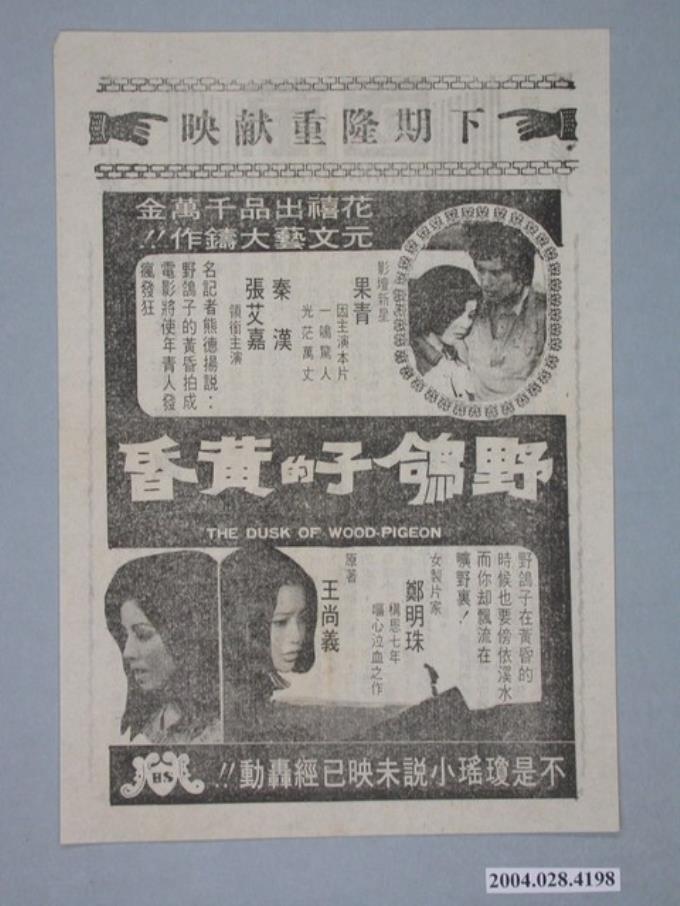 下期隆重献映
花禧出品千萬金
元文藝大鑄作!!
影壇新星
果青
因主演本片
一鳴驚人
光茫萬丈
秦漢
張艾嘉
領銜主演
名記者熊德揚説：
野鴿子的黃昏拍成
電影將使年青人發
瘋發狂
野鴿子的黃昏
THE DUSK OF WOOD-PIGEON
野鴿子在黃昏的
時候也要傍依溪水
而你却飄流在
曠野裏！
女製片家
鄭明珠
構思七年
嘔心泣血之作
原著
王尚義
不是瓊瑤小説未映已經轟動!!
HS
2004.028.4198